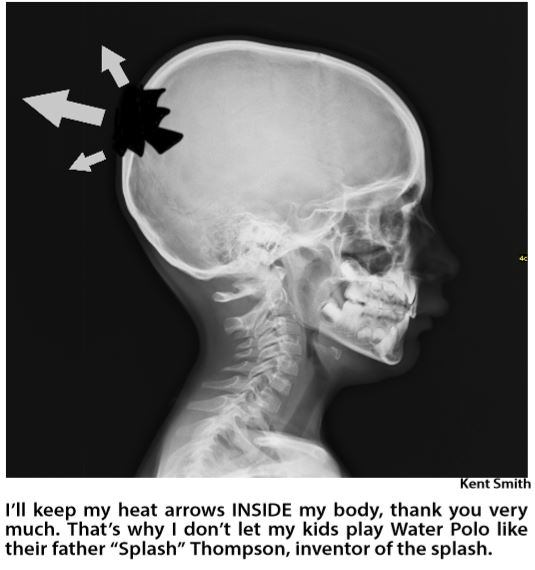 4c
Kent Smith
I'll keep my heat arrows INSIDE my body, thank you very
much. That's why I don't let my kids play Water Polo like
their father “Splash” Thompson, inventor of the splash.